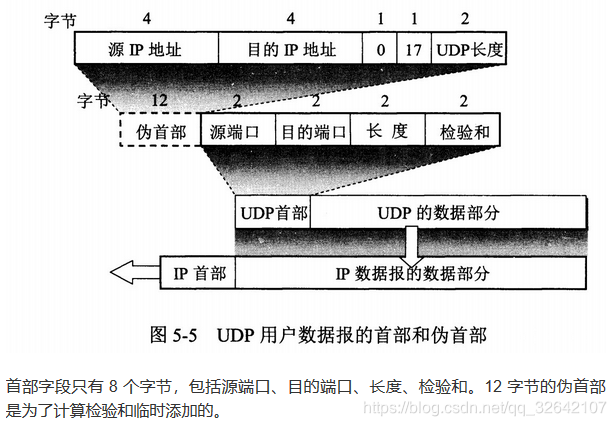 字节 4 4 1 1 2
源 IP 地址 目的 IP 地址 0 17 UDP长度
字节 12 2 2 2 2
伪首部 源端口 目的端口 长 度 检验和
UDP首部 UDP 的数据部分
IP 首部 IP 数据报的数据部分
图 5-5 UDP 用户数据报的首部和伪首部
首部字段只有 8 个字节，包括源端口、目的端口、长度、检验和。12 字节的伪首部
是为了计算检验和临时添加的。
https://blog.csdn.net/qq_32642107